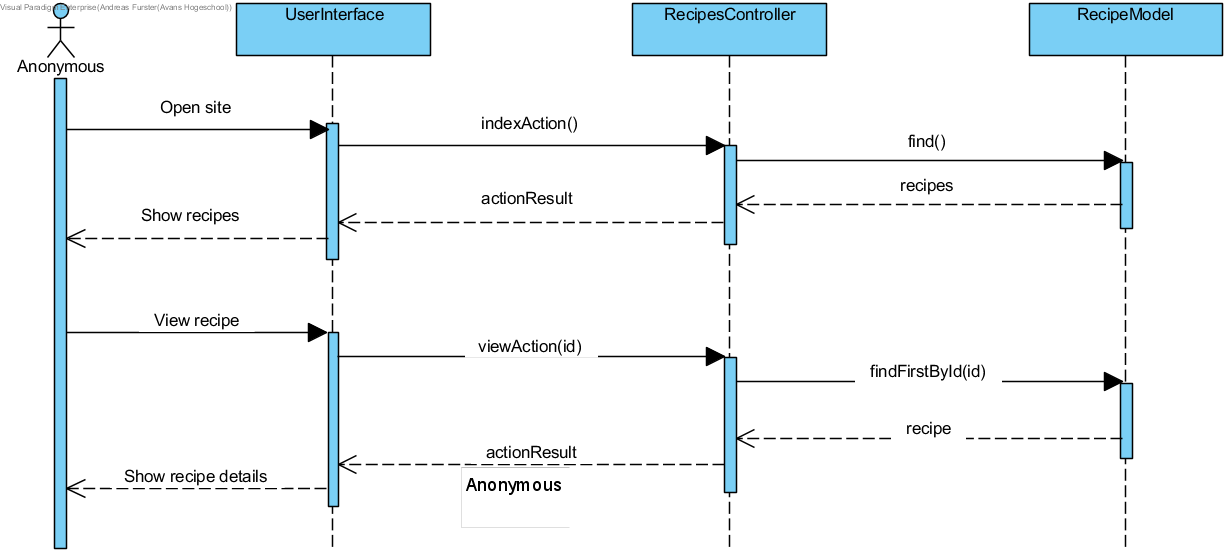 Visual Paradigm Enterprise(Andreas Furster(Avans Hogeschool))
UserInterface
RecipesController
RecipeModel
Anonymous
Open site
indexAction()
find()
recipes
actionResult
Show recipes
View recipe
viewAction(id)
findFirstById(id)
recipe
actionResult
Show recipe details
Anonymous